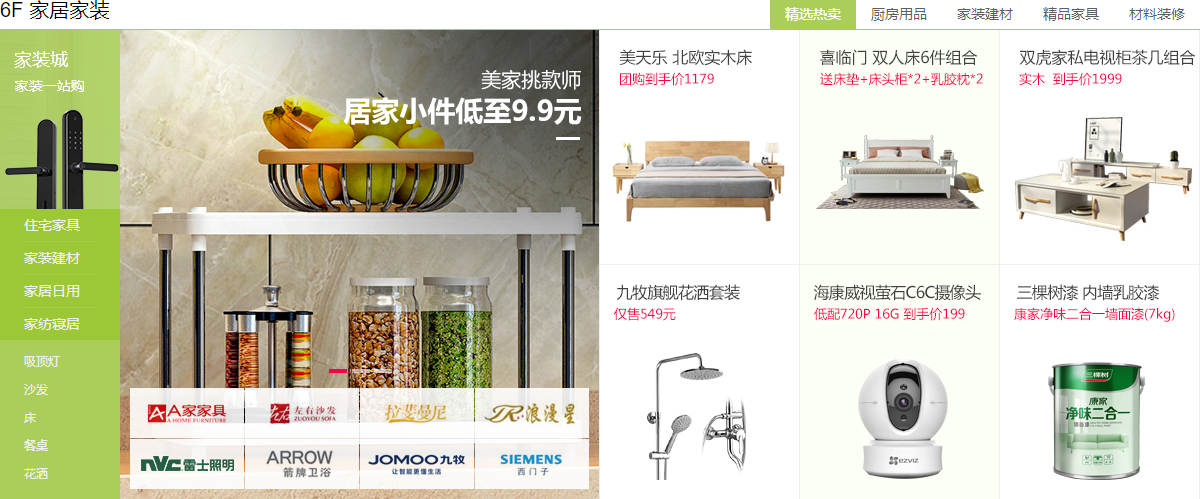 6F 家居家装
精选热卖
厨房用品
家装建材
精品家具
材料装修
家装城
家装一站购
住宅家具
家装建材
家居日用
家纺寝居
吸顶灯
沙发
床
餐桌
花洒
美家挑款师
居家小件低至9.9元
A家家具
A HOME FURNITURE
左右沙发
ZUOYOU SOFA
拉斐曼尼
浪漫星
nvc 雷士照明
ARROW
箭牌卫浴
JOMOO九牧
让智能更懂生活
SIEMENS
西门子
美天乐 北欧实木床
团购到手价1179
喜临门 双人床6件组合
送床垫+床头柜*2+乳胶枕*2
双虎家私电视柜茶几组合
实木 到手价1999
九牧旗舰花洒套装
仅售549元
海康威视萤石C6C摄像头
低配720P 16G 到手价199
ezviz
三棵树漆 内墙乳胶漆
康家净味二合一墙面漆(7kg)
三棵树
康家
净味二合一